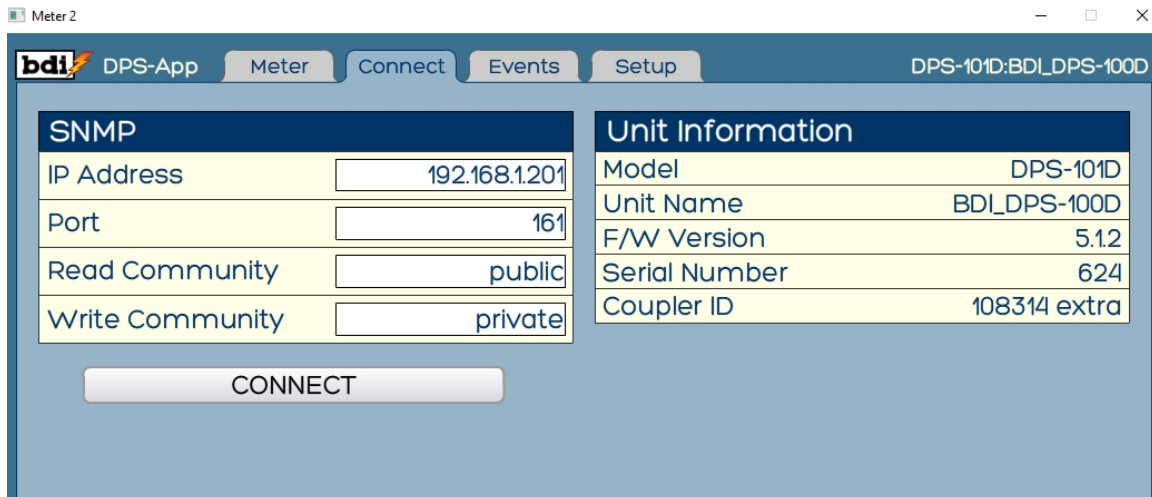 Meter 2
bdi DPS-App Meter Connect Events Setup DPS-101D:BDI_DPS-100D
SNMP
IP Address 192.168.1.201
Port 161
Read Community public
Write Community private
CONNECT
Unit Information
Model DPS-101D
Unit Name BDI_DPS-100D
F/W Version 5.1.2
Serial Number 624
Coupler ID 108314 extra